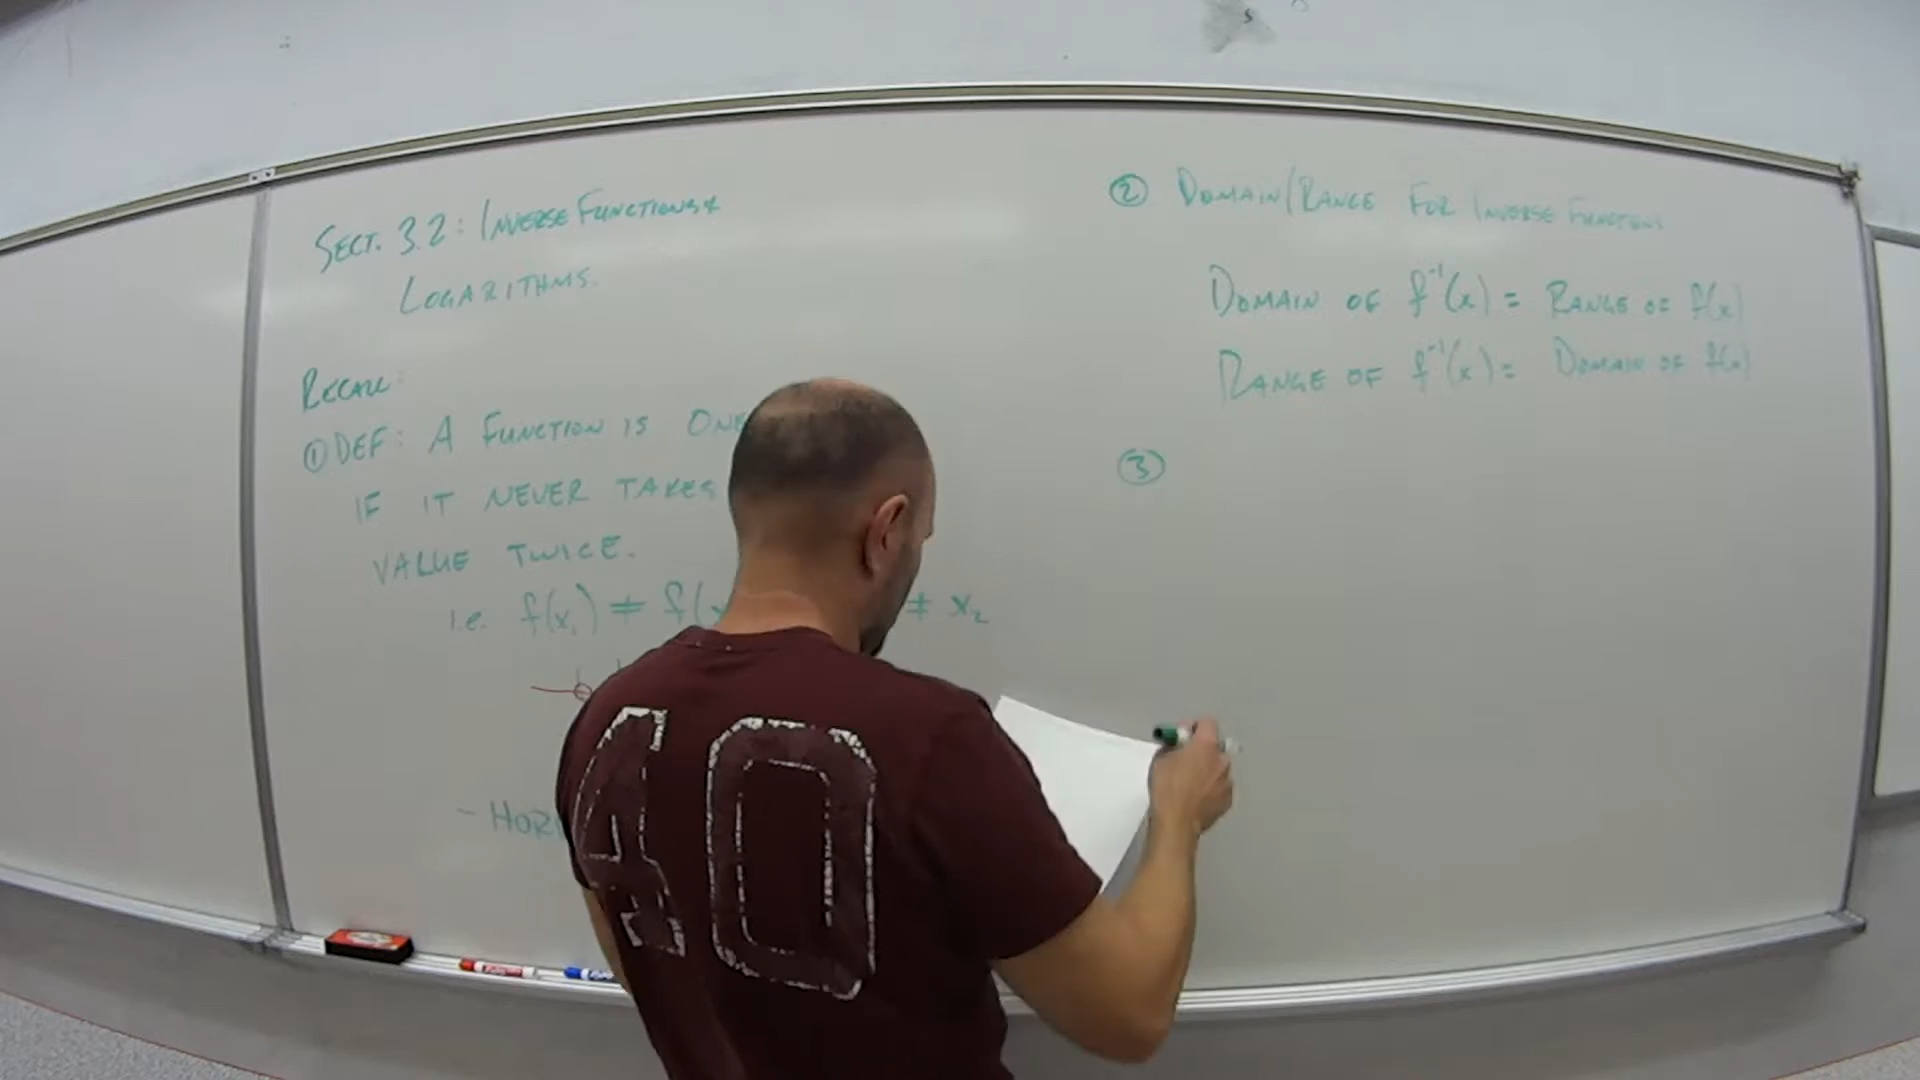 SECT. 3.2: INVERSE FUNCTIONS &
LOGARITHMS.
RECALL:
① DEF: A FUNCTION IS ONE
IF IT NEVER TAKES
VALUE TWICE.
i.e. f(x₁) ≠ f(x ≠ x₂
- HORI
② DOMAIN/RANGE FOR INVERSE FUNCTIONS
DOMAIN OF f⁻¹(x) = RANGE OF f(x)
RANGE OF f⁻¹(x) = DOMAIN OF f(x)
③
40